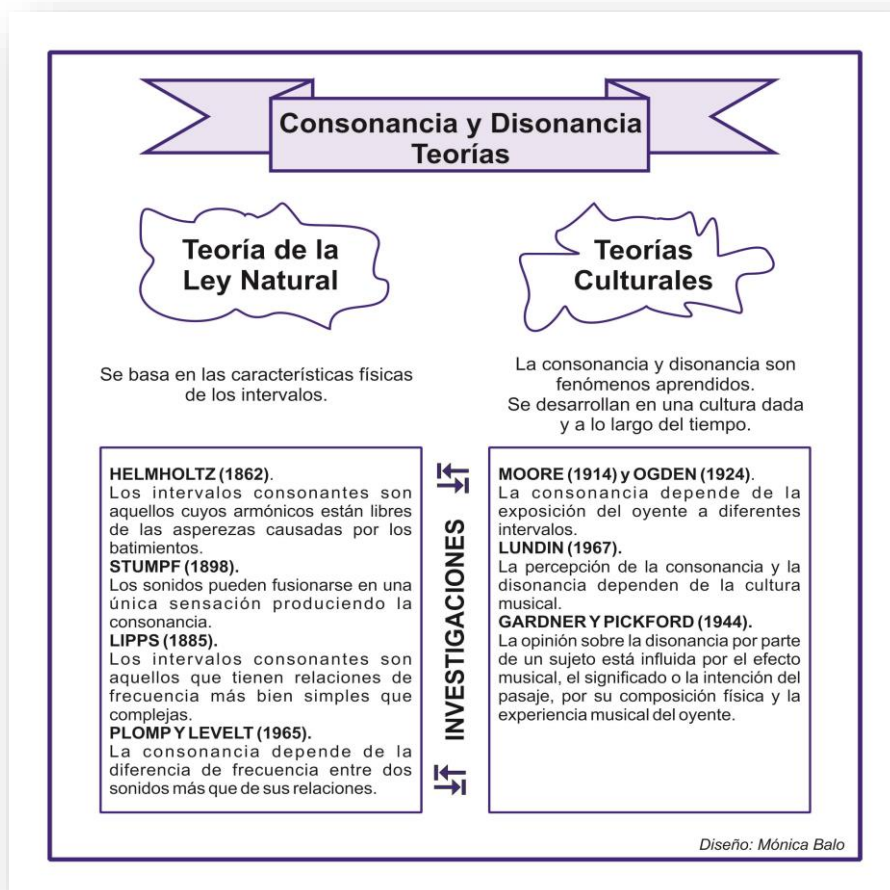 Consonancia y Disonancia
Teorías
Teoría de la
Ley Natural
Se basa en las características físicas
de los intervalos.
HELMHOLTZ (1862).
Los intervalos consonantes son
aquellos cuyos armónicos están libres
de las asperezas causadas por los
batimientos.
STUMPF (1898).
Los sonidos pueden fusionarse en una
única sensación produciendo la
consonancia.
LIPPS (1885).
Los intervalos consonantes son
aquellos que tienen relaciones de
frecuencia más bien simples que
complejas.
PLOMP Y LEVELT (1965).
La consonancia depende de la
diferencia de frecuencia entre dos
sonidos más que de sus relaciones.
INVESTIGACIONES
Teorías
Culturales
La consonancia y disonancia son
fenómenos aprendidos.
Se desarrollan en una cultura dada
y a lo largo del tiempo.
MOORE (1914) y OGDEN (1924).
La consonancia depende de la
exposición del oyente a diferentes
intervalos.
LUNDIN (1967).
La percepción de la consonancia y la
disonancia dependen de la cultura
musical.
GARDNER Y PICKFORD (1944).
La opinión sobre la disonancia por parte
de un sujeto está influida por el efecto
musical, el significado o la intención del
pasaje, por su composición física y la
experiencia musical del oyente.
Diseño: Mónica Balo